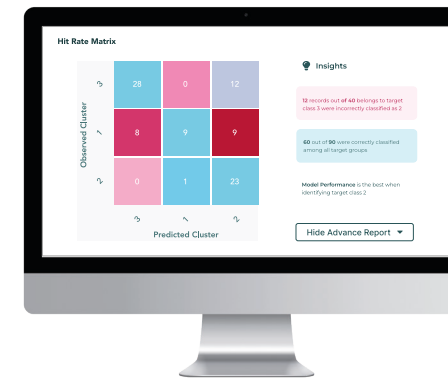 Hit Rate Matrix
Insights
3
28
0
12
12 records out of 40 belongs to target
class 3 were incorrectly classified as 2
Observed Cluster
1
8
9
9
60 out of 90 were correctly classified
among all target groups
2
0
1
23
Model Performance is the best when
identifying target class 2
3
1
2
Predicted Cluster
Hide Advance Report